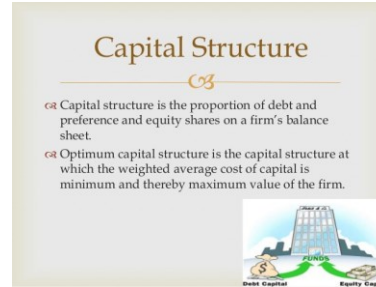 Capital Structure
Capital structure is the proportion of debt and
preference and equity shares on a firm's balance
sheet.
Optimum capital structure is the capital structure at
which the weighted average cost of capital is
minimum and thereby maximum value of the firm.
FUNDS
$
Debt Capital
Equity Cap